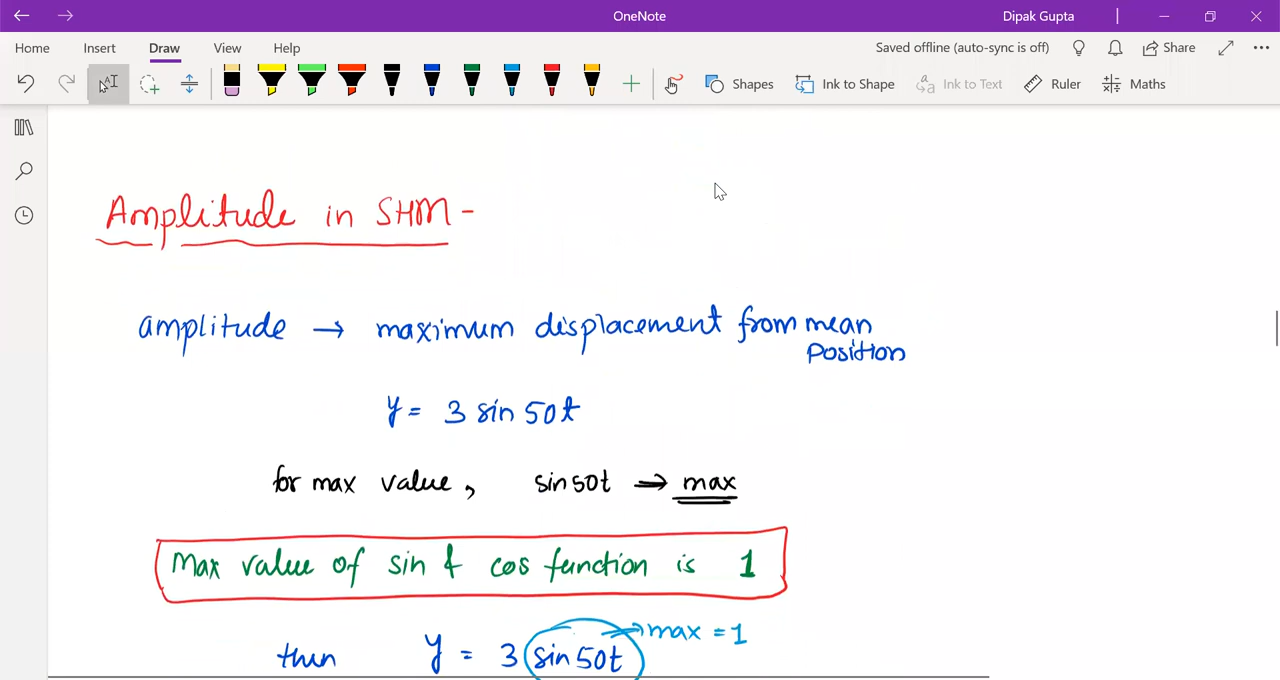 OneNote
Dipak Gupta
Home Insert Draw View Help
Saved offline (auto-sync is off)
Share
Shapes
Ink to Shape
Ink to Text
Ruler
Maths
Amplitude in SHM -
amplitude → maximum displacement from mean
position
y = 3 sin 50t
for max value, sin 50t → max
Max value of sin & cos function is 1
then y = 3 sin 50t → max = 1